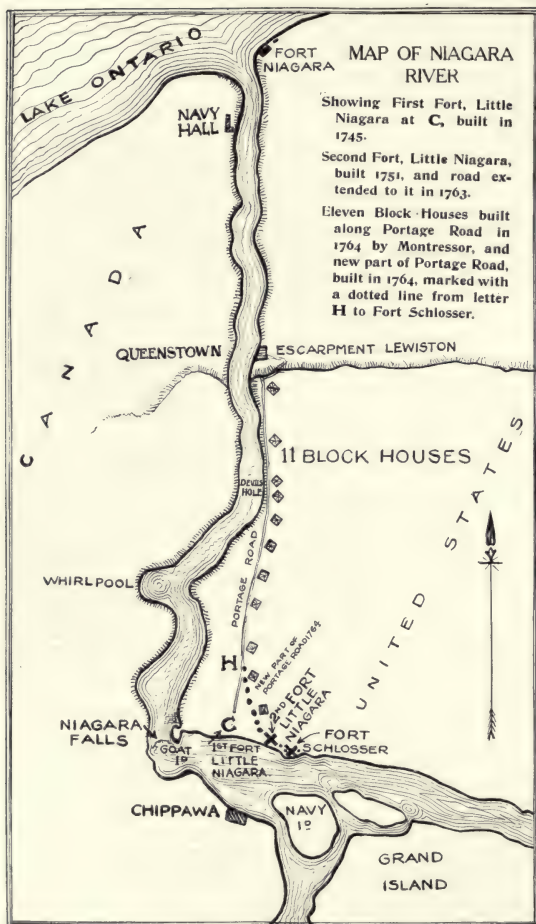 LAKE ONTARIO
FORT
NIAGARA
NAVY
HALL
MAP OF NIAGARA
RIVER
Showing First Fort, Little
Niagara at C, built in
1745.
Second Fort, Little Niagara,
built 1751, and road ex-
tended to it in 1763.
Eleven Block-Houses built
along Portage Road in
1764 by Montressor, and
new part of Portage Road,
built in 1764, marked with
a dotted line from letter
H to Fort Schlosser.
CANADA
QUEENSTOWN
ESCARPMENT LEWISTON
11 BLOCK HOUSES
DEVILS
HOLE
UNITED STATES
PORTAGE ROAD
WHIRLPOOL
H
NEW PART OF
PORTAGE ROAD 1764
C
2ND FORT
LITTLE
NIAGARA
NIAGARA
FALLS
GOAT
ID
1ST FORT
LITTLE
NIAGARA
FORT
SCHLOSSER
CHIPPAWA
NAVY
ID
GRAND
ISLAND